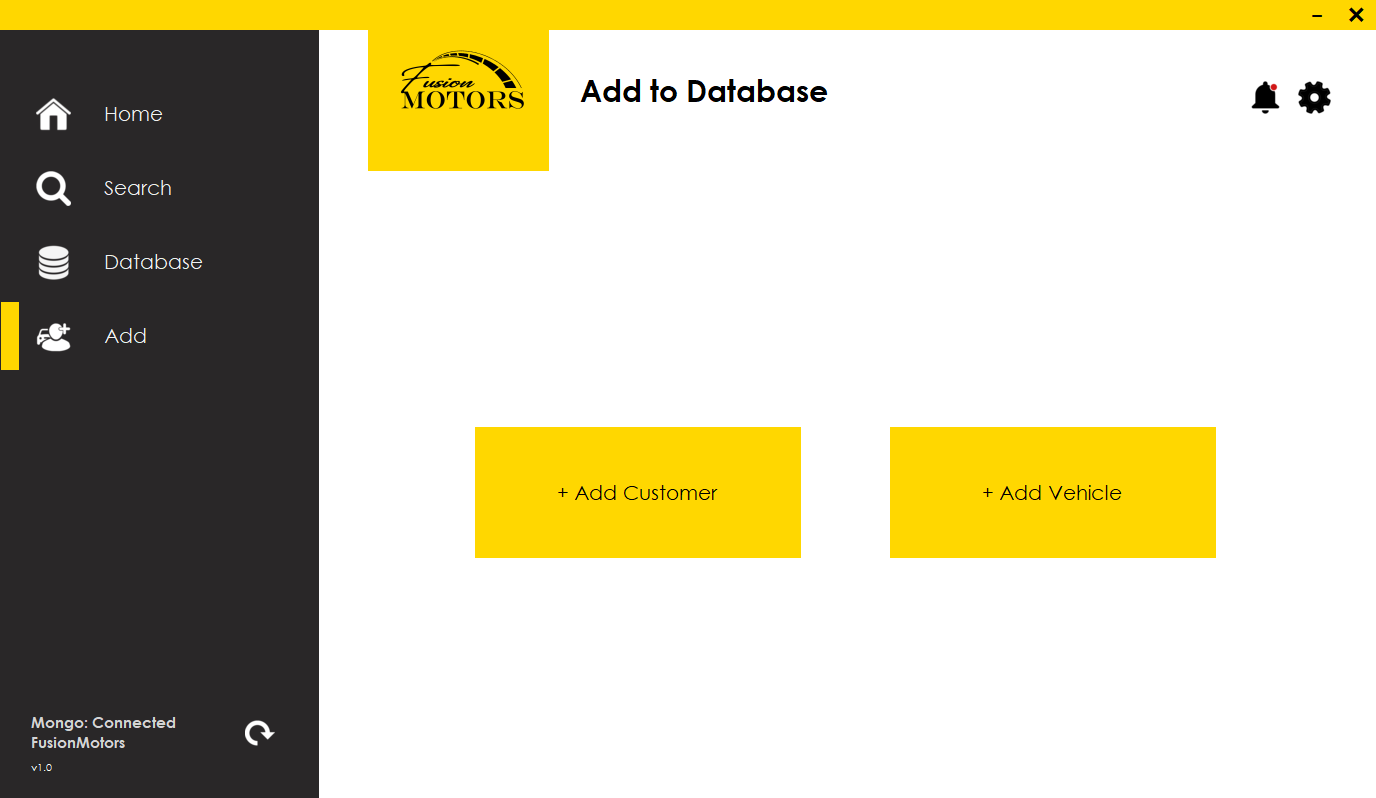 Fusion
MOTORS
Add to Database
Home
Search
Database
Add
+ Add Customer
+ Add Vehicle
Mongo: Connected
FusionMotors
v1.0